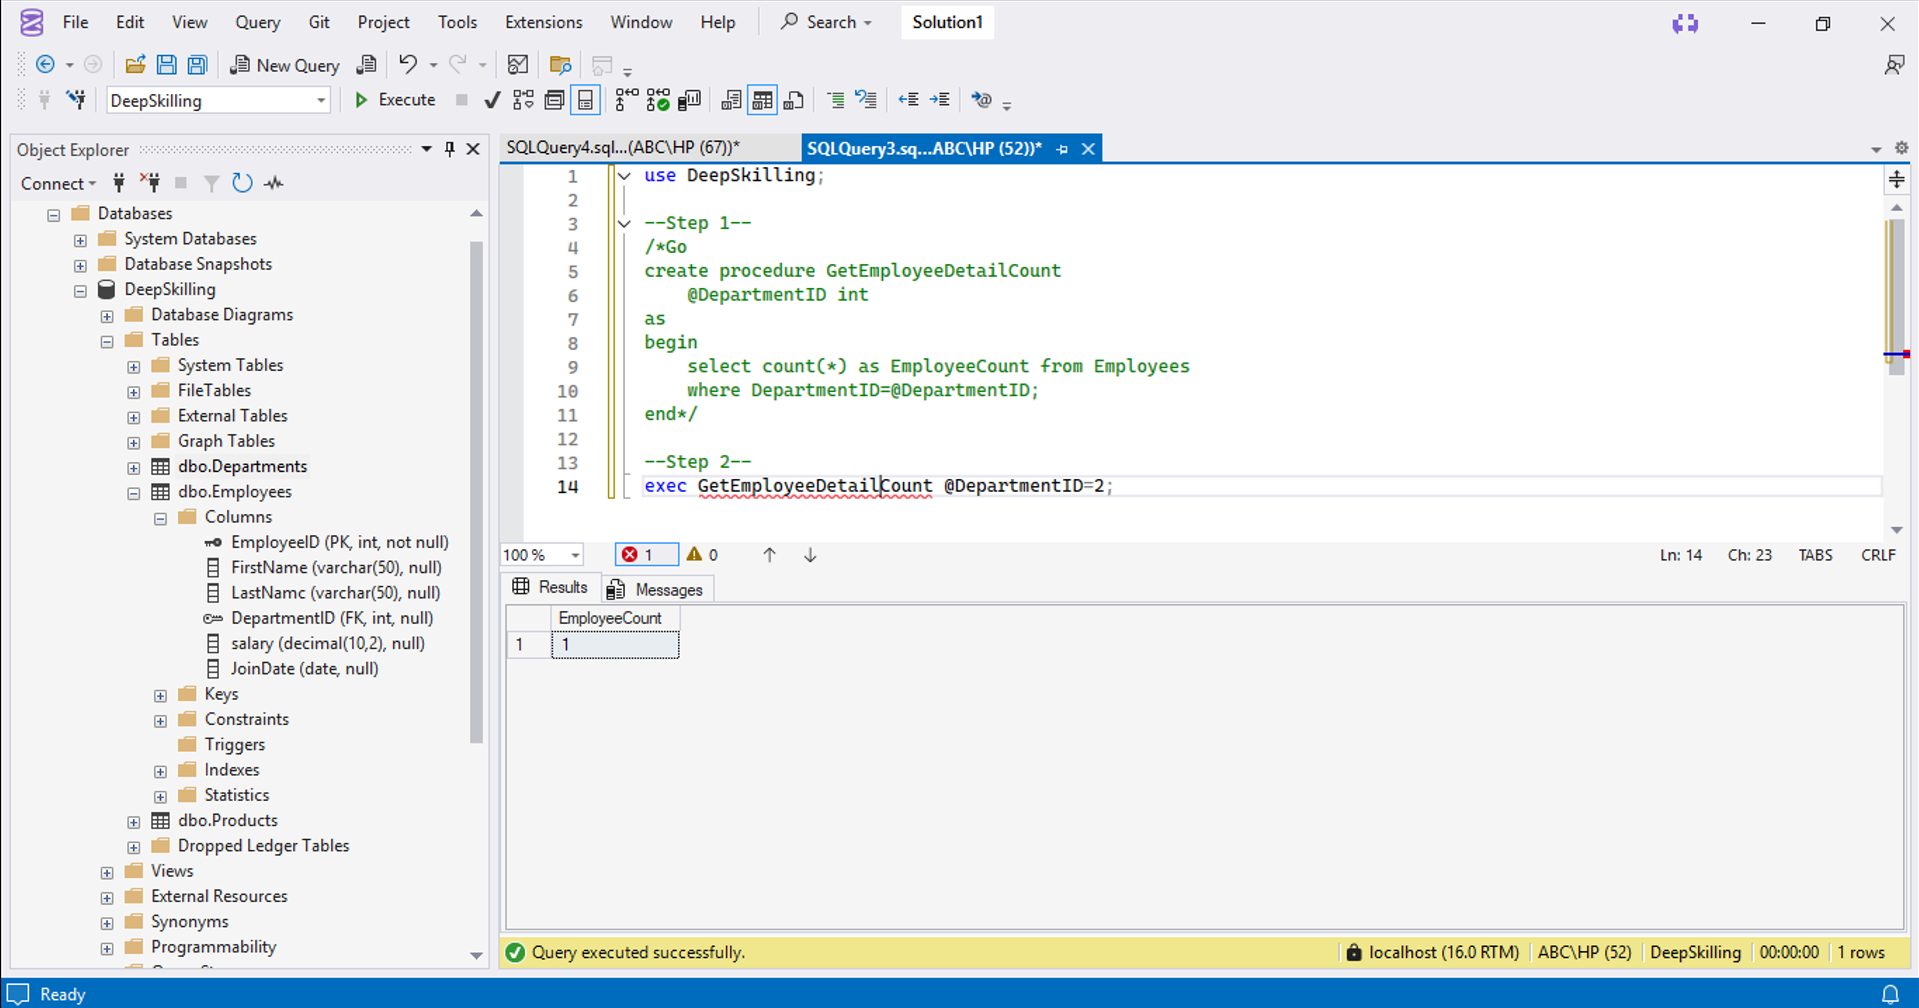 File Edit View Query Git Project Tools Extensions Window Help Search Solution1
New Query
DeepSkilling Execute
Object Explorer
Connect
Databases
System Databases
Database Snapshots
DeepSkilling
Database Diagrams
Tables
System Tables
FileTables
External Tables
Graph Tables
dbo.Departments
dbo.Employees
Columns
EmployeeID (PK, int, not null)
FirstName (varchar(50), null)
LastNamc (varchar(50), null)
DepartmentID (FK, int, null)
salary (decimal(10,2), null)
JoinDate (date, null)
Keys
Constraints
Triggers
Indexes
Statistics
dbo.Products
Dropped Ledger Tables
Views
External Resources
Synonyms
Programmability
SQLQuery4.sql...(ABC\HP (67))* SQLQuery3.sq...ABC\HP (52))*
1 use DeepSkilling;
2
3 --Step 1--
4 /*Go
5 create procedure GetEmployeeDetailCount
6 @DepartmentID int
7 as
8 begin
9 select count(*) as EmployeeCount from Employees
10 where DepartmentID=@DepartmentID;
11 end*/
12
13 --Step 2--
14 exec GetEmployeeDetailCount @DepartmentID=2;
100 % 1 0 Ln: 14 Ch: 23 TABS CRLF
Results Messages
EmployeeCount
1 1
Query executed successfully. localhost (16.0 RTM) ABC\HP (52) DeepSkilling 00:00:00 1 rows
Ready